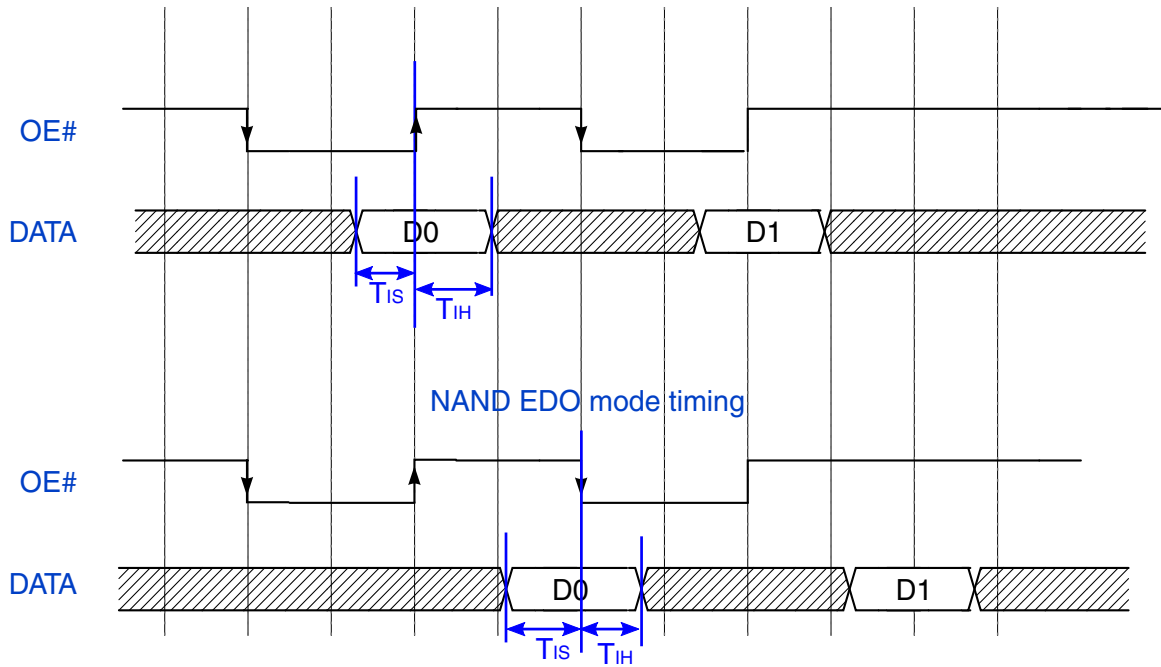 OE#
DATA
D0
D1
TIS
TIH
NAND EDO mode timing
OE#
DATA
D0
D1
TIS
TIH